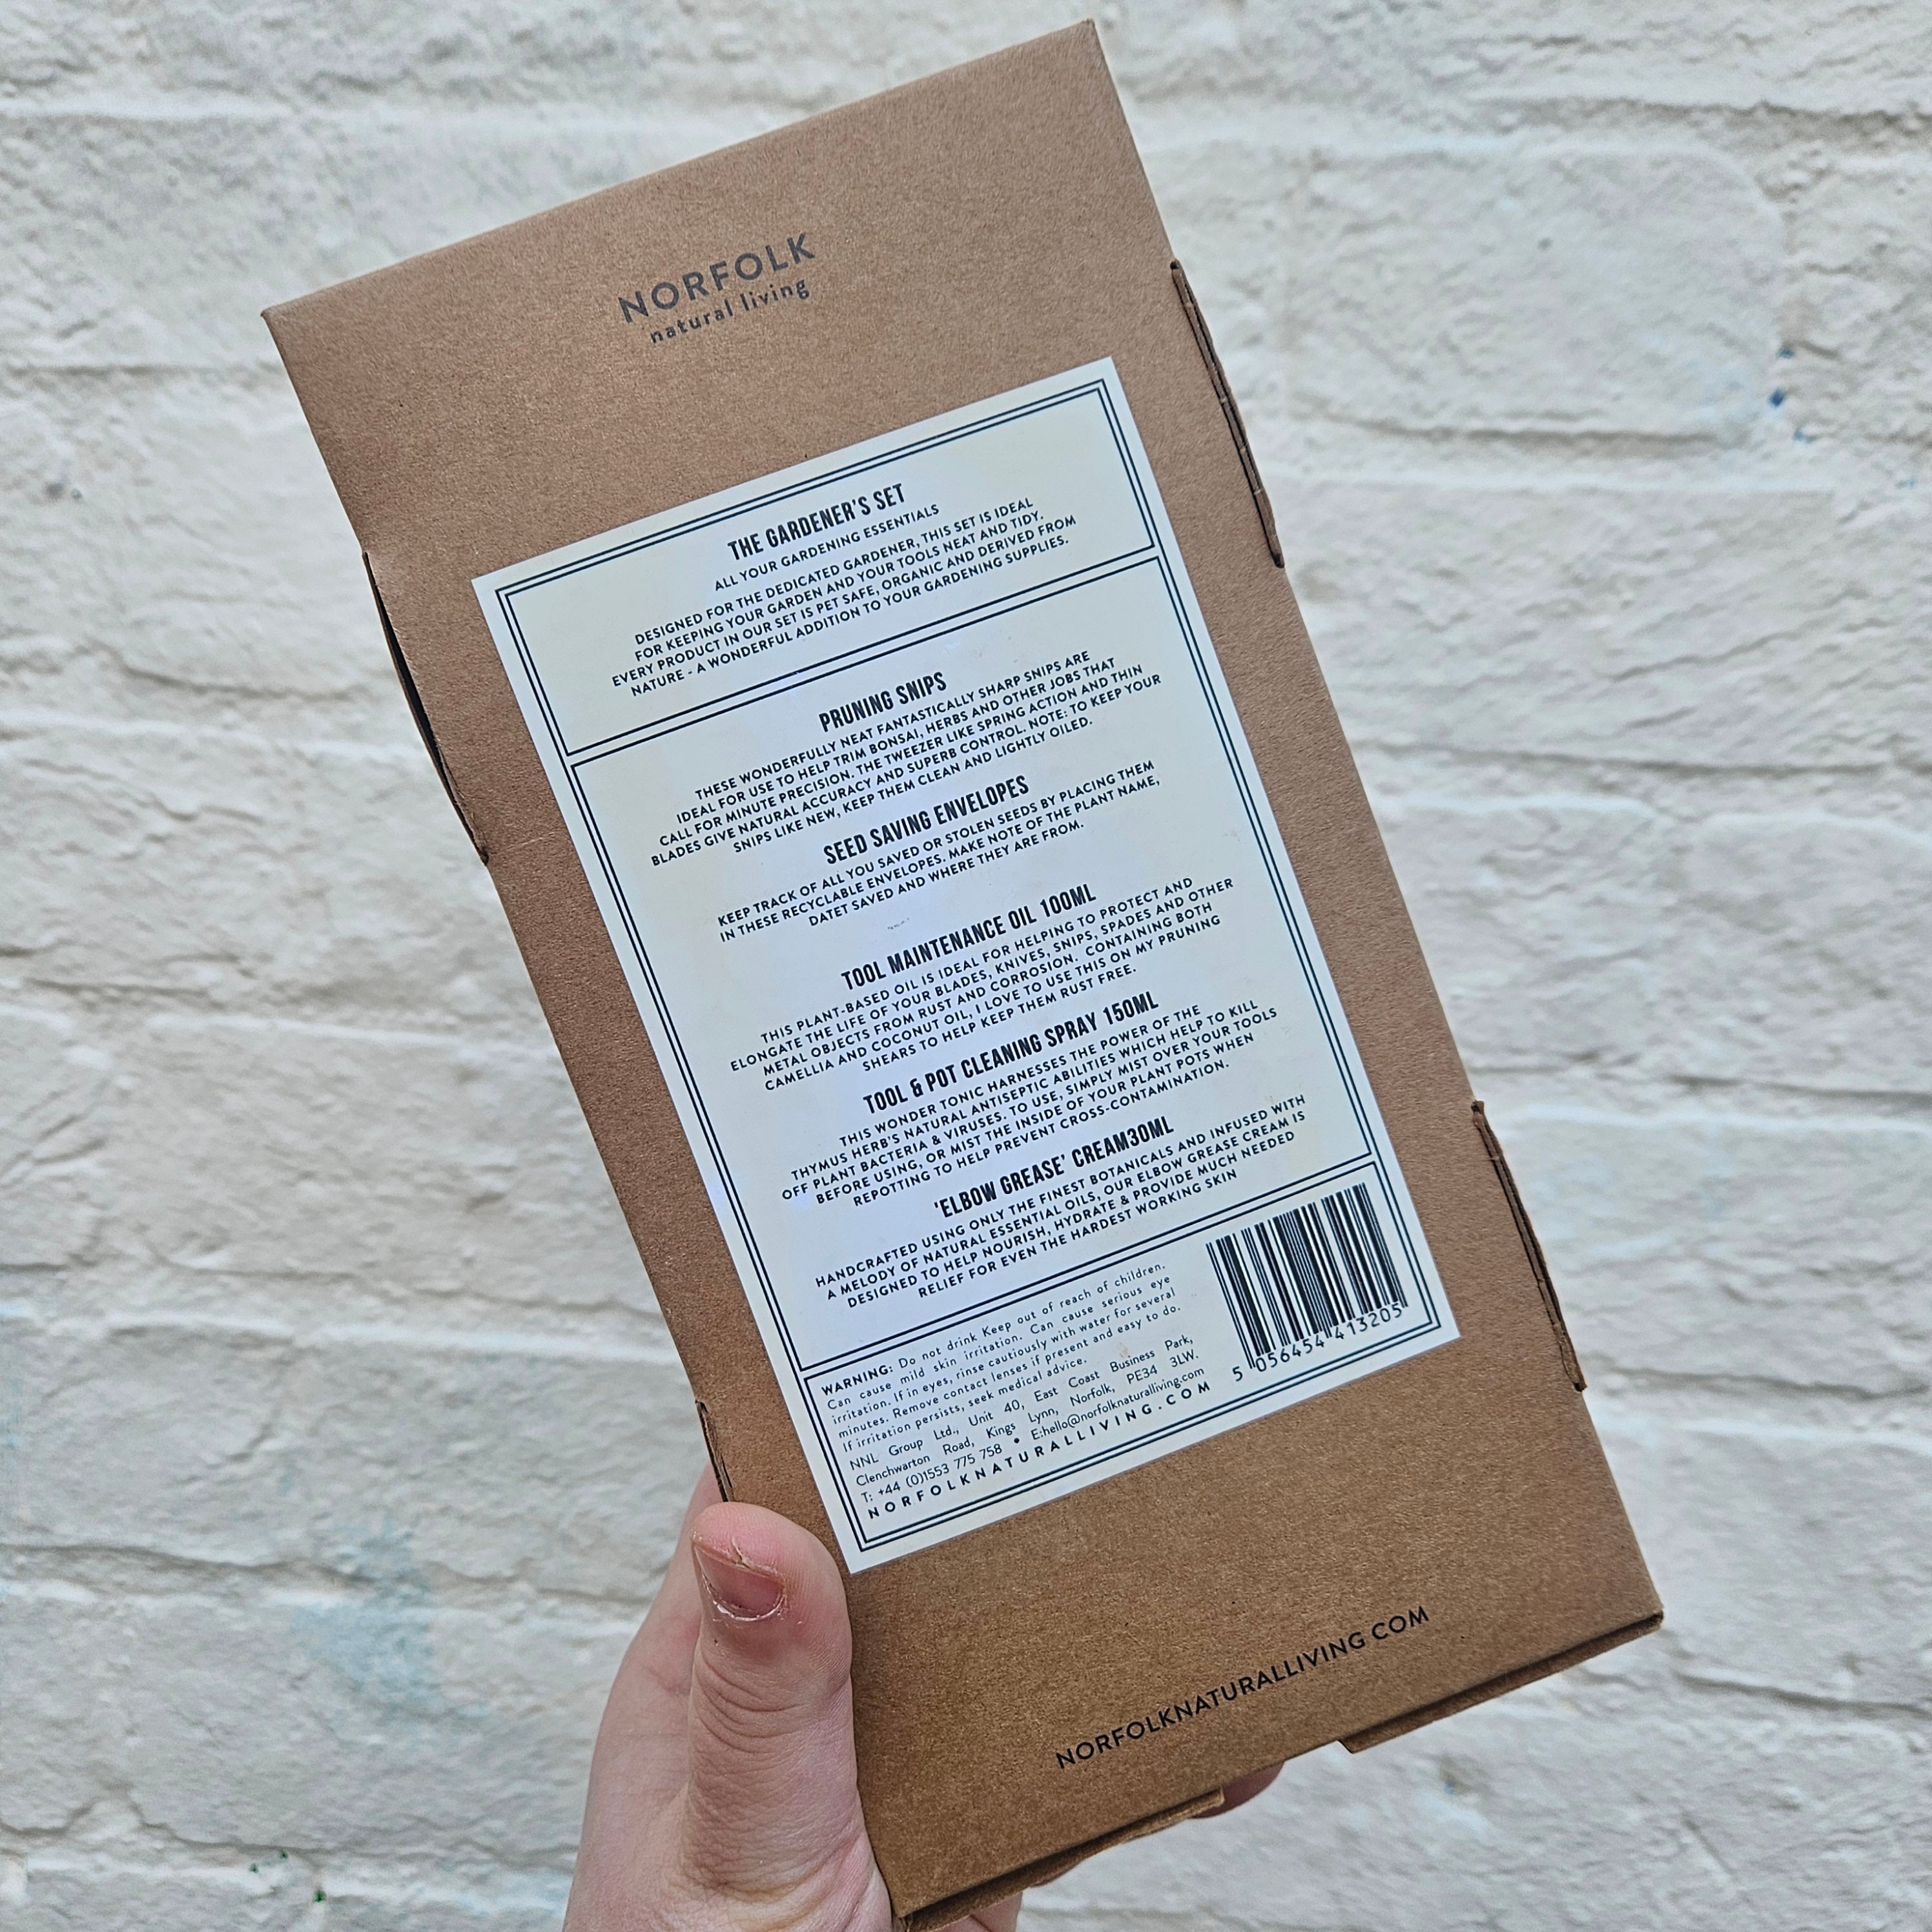 NORFOLK
natural living
THE GARDENER'S SET
ALL YOUR GARDENING ESSENTIALS
DESIGNED FOR THE DEDICATED GARDENER, THIS SET IS IDEAL
FOR KEEPING YOUR GARDEN AND YOUR TOOLS NEAT AND TIDY.
EVERY PRODUCT IN OUR SET IS PET SAFE, ORGANIC AND DERIVED FROM
NATURE - A WONDERFUL ADDITION TO YOUR GARDENING SUPPLIES.
PRUNING SNIPS
THESE WONDERFULLY NEAT FANTASTICALLY SHARP SNIPS ARE
IDEAL FOR USE TO HELP TRIM BONSAI, HERBS AND OTHER JOBS THAT
CALL FOR MINUTE PRECISION. THE TWEEZER LIKE SPRING ACTION AND THIN
BLADES GIVE NATURAL ACCURACY AND SUPERB CONTROL. NOTE: TO KEEP YOUR
SNIPS LIKE NEW, KEEP THEM CLEAN AND LIGHTLY OILED.
SEED SAVING ENVELOPES
KEEP TRACK OF ALL YOU SAVED OR STOLEN SEEDS BY PLACING THEM
IN THESE RECYCLABLE ENVELOPES. MAKE NOTE OF THE PLANT NAME,
DATET SAVED AND WHERE THEY ARE FROM.
TOOL MAINTENANCE OIL 100ML
THIS PLANT-BASED OIL IS IDEAL FOR HELPING TO PROTECT AND
ELONGATE THE LIFE OF YOUR BLADES, KNIVES, SNIPS, SPADES AND OTHER
METAL OBJECTS FROM RUST AND CORROSION. CONTAINING BOTH
CAMELLIA AND COCONUT OIL, I LOVE TO USE THIS ON MY PRUNING
SHEARS TO HELP KEEP THEM RUST FREE.
TOOL & POT CLEANING SPRAY 150ML
THIS WONDER TONIC HARNESSES THE POWER OF THE
THYMUS HERB'S NATURAL ANTISEPTIC ABILITIES WHICH HELP TO KILL
OFF PLANT BACTERIA & VIRUSES. TO USE, SIMPLY MIST OVER YOUR TOOLS
BEFORE USING, OR MIST THE INSIDE OF YOUR PLANT POTS WHEN
REPOTTING TO HELP PREVENT CROSS-CONTAMINATION.
'ELBOW GREASE' CREAM30ML
HANDCRAFTED USING ONLY THE FINEST BOTANICALS AND INFUSED WITH
A MELODY OF NATURAL ESSENTIAL OILS, OUR ELBOW GREASE CREAM IS
DESIGNED TO HELP NOURISH, HYDRATE & PROVIDE MUCH NEEDED
RELIEF FOR EVEN THE HARDEST WORKING SKIN
WARNING: Do not drink Keep out of reach of children.
Can cause mild skin irritation. Can cause serious eye
irritation. If in eyes, rinse cautiously with water for several
minutes. Remove contact lenses if present and easy to do.
If irritation persists, seek medical advice.
NNL Group Ltd., Unit 40, East Coast Business Park,
Clenchwarton Road, Kings Lynn, Norfolk, PE34 3LW.
T: +44 (0)1553 775 758 • E:hello@norfolknaturalliving.com
NORFOLKNATURALLIVING.COM
5 056454 413205
NORFOLKNATURALLIVING.COM